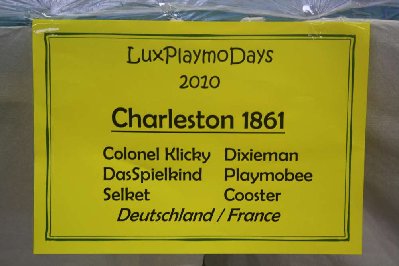 LuxPlaymoDays
2010
Charleston 1861
Colonel Klicky Dixieman
DasSpielkind Playmobee
Selket Cooster
Deutschland / France